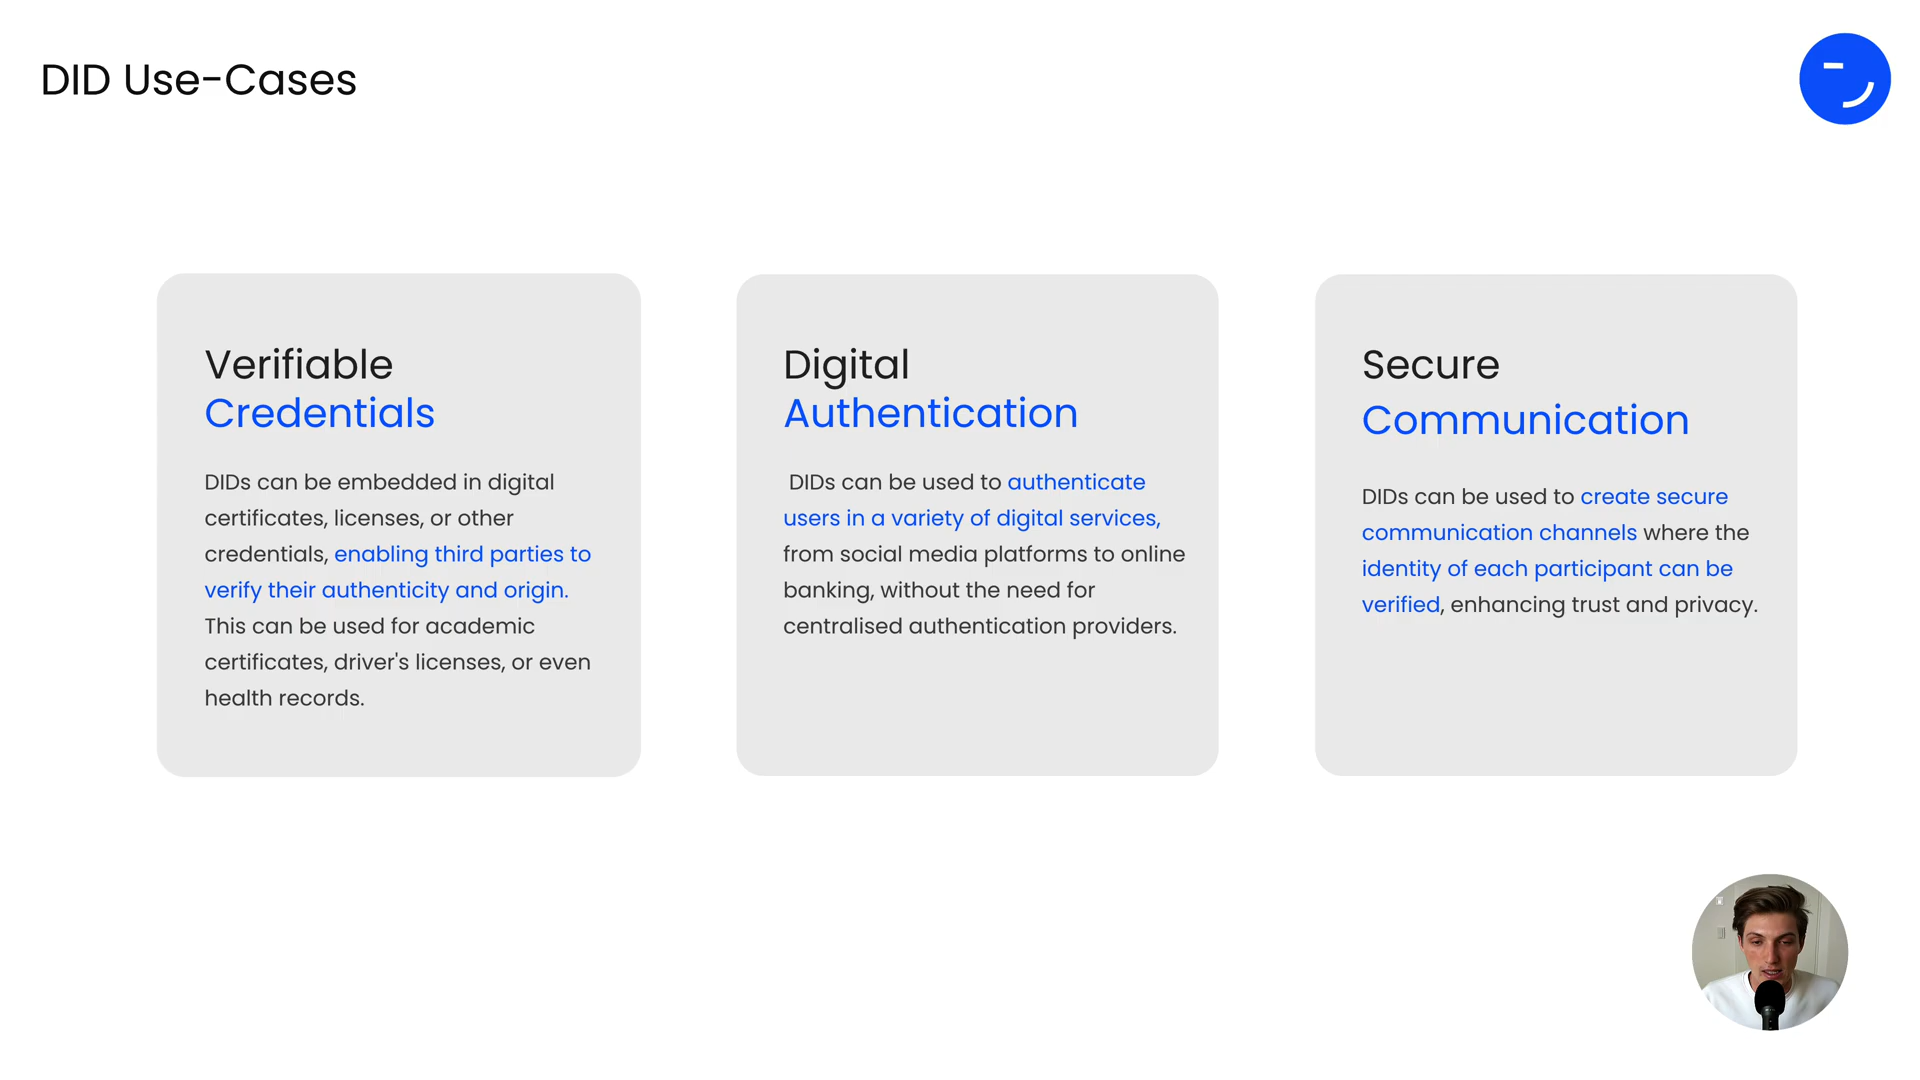 DID Use-Cases
Verifiable
Credentials
DIDs can be embedded in digital
certificates, licenses, or other
credentials, enabling third parties to
verify their authenticity and origin.
This can be used for academic
certificates, driver's licenses, or even
health records.
Digital
Authentication
DIDs can be used to authenticate
users in a variety of digital services,
from social media platforms to online
banking, without the need for
centralised authentication providers.
Secure
Communication
DIDs can be used to create secure
communication channels where the
identity of each participant can be
verified, enhancing trust and privacy.